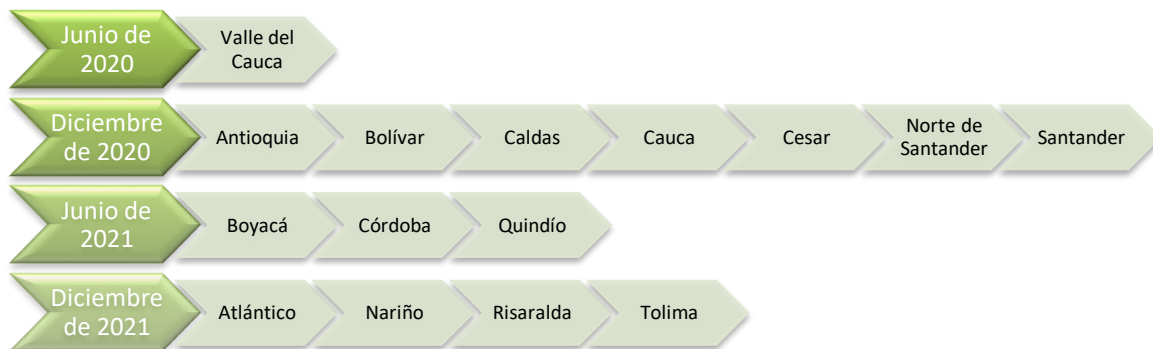 Junio de
2020
Valle del
Cauca
Diciembre
de 2020
Antioquia
Bolívar
Caldas
Cauca
Cesar
Norte de
Santander
Santander
Junio de
2021
Boyacá
Córdoba
Quindío
Diciembre
de 2021
Atlántico
Nariño
Risaralda
Tolima